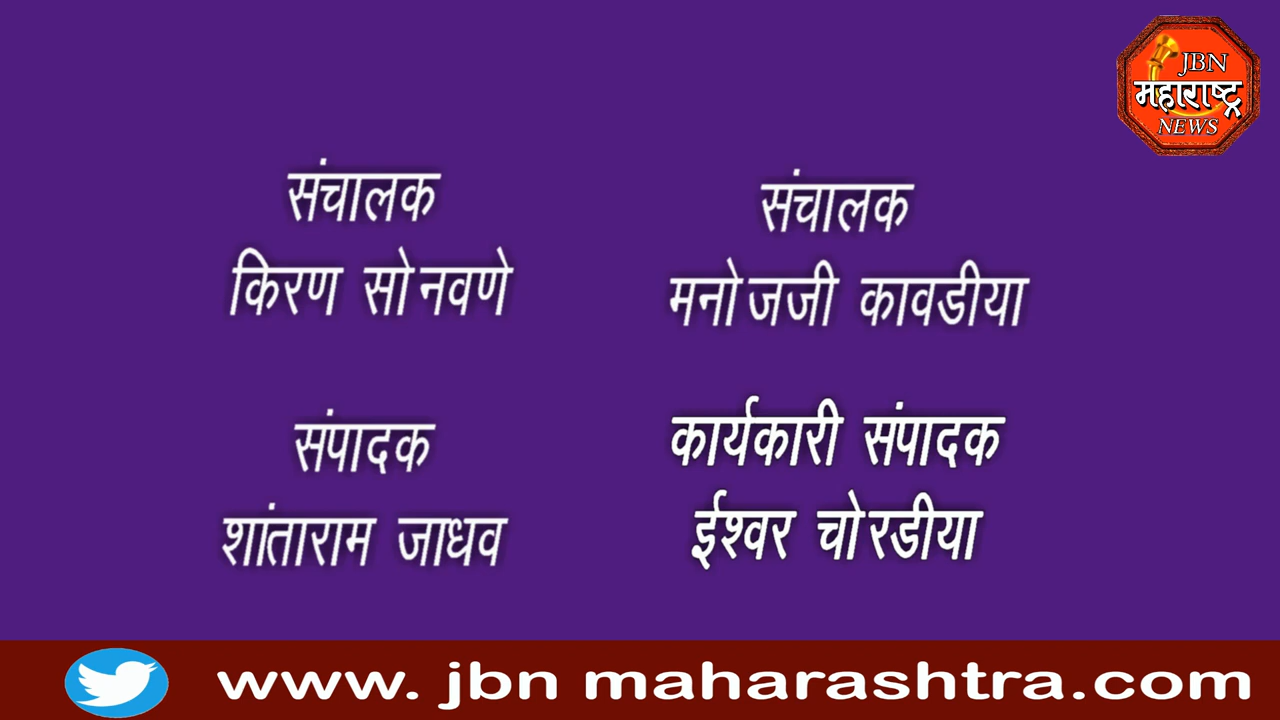 JBN
महाराष्ट्र
NEWS
संचालक
किरण सोनवणे
संचालक
मनोजजी कावडीया
संपादक
शांताराम जाधव
कार्यकारी संपादक
ईश्वर चोरडीया
www. jbn maharashtra.com